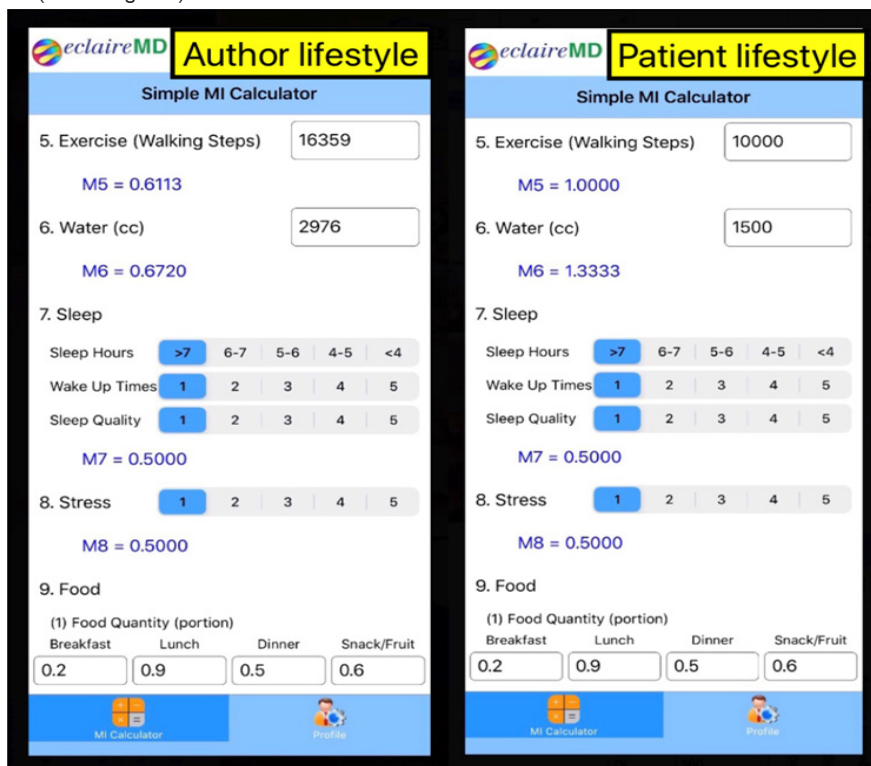 eclaireMD
Author lifestyle
Simple MI Calculator
5. Exercise (Walking Steps) 16359
M5 = 0.6113
6. Water (cc) 2976
M6 = 0.6720
7. Sleep
Sleep Hours >7 6-7 5-6 4-5 <4
Wake Up Times 1 2 3 4 5
Sleep Quality 1 2 3 4 5
M7 = 0.5000
8. Stress 1 2 3 4 5
M8 = 0.5000
9. Food
(1) Food Quantity (portion)
Breakfast Lunch Dinner Snack/Fruit
0.2 0.9 0.5 0.6
MI Calculator Profile
eclaireMD
Patient lifestyle
Simple MI Calculator
5. Exercise (Walking Steps) 10000
M5 = 1.0000
6. Water (cc) 1500
M6 = 1.3333
7. Sleep
Sleep Hours >7 6-7 5-6 4-5 <4
Wake Up Times 1 2 3 4 5
Sleep Quality 1 2 3 4 5
M7 = 0.5000
8. Stress 1 2 3 4 5
M8 = 0.5000
9. Food
(1) Food Quantity (portion)
Breakfast Lunch Dinner Snack/Fruit
0.2 0.9 0.5 0.6
MI Calculator Profile